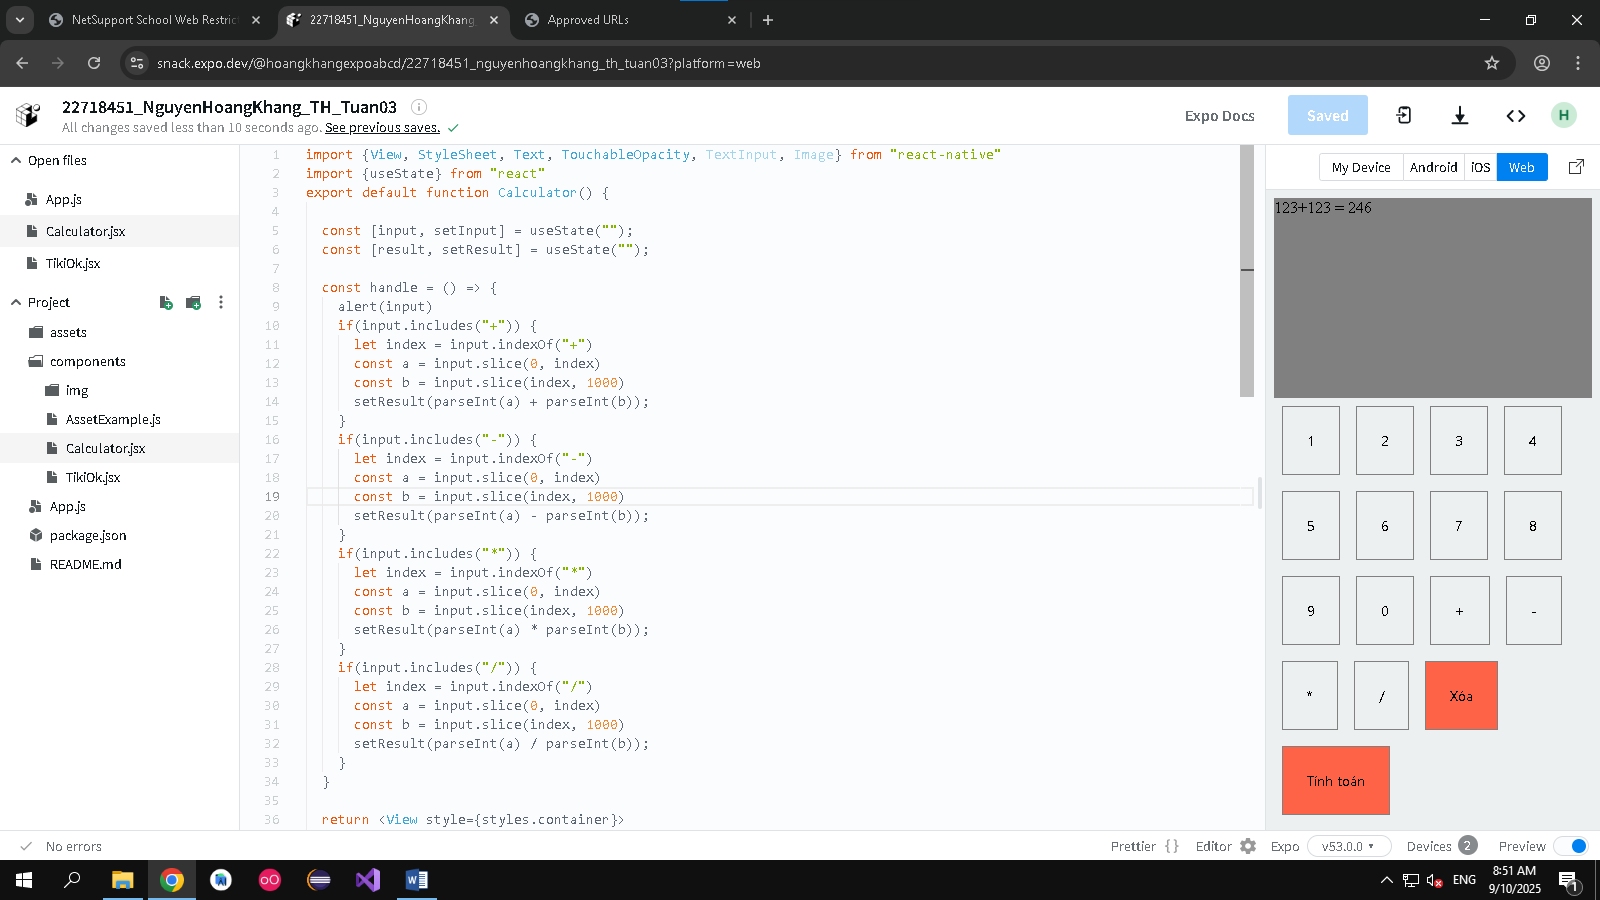 NetSupport School Web Restric
22718451_NguyenHoangKhang
Approved URLs
snack.expo.dev/@hoangkhangexpoabcd/22718451_nguyenhoangkhang_th_tuan03?platform=web
22718451_NguyenHoangKhang_TH_Tuan03
All changes saved less than 10 seconds ago. See previous saves.
Expo Docs
Saved
H
Open files
App.js
Calculator.jsx
TikiOk.jsx
Project
assets
components
img
AssetExample.js
Calculator.jsx
TikiOk.jsx
App.js
package.json
README.md
1 import {View, StyleSheet, Text, TouchableOpacity, TextInput, Image} from "react-native"
2 import {useState} from "react"
3 export default function Calculator() {
4
5 const [input, setInput] = useState("");
6 const [result, setResult] = useState("");
7
8 const handle = () => {
9 alert(input)
10 if(input.includes("+")) {
11 let index = input.indexOf("+")
12 const a = input.slice(0, index)
13 const b = input.slice(index, 1000)
14 setResult(parseInt(a) + parseInt(b));
15 }
16 if(input.includes("-")) {
17 let index = input.indexOf("-")
18 const a = input.slice(0, index)
19 const b = input.slice(index, 1000)
20 setResult(parseInt(a) - parseInt(b));
21 }
22 if(input.includes("*")) {
23 let index = input.indexOf("*")
24 const a = input.slice(0, index)
25 const b = input.slice(index, 1000)
26 setResult(parseInt(a) * parseInt(b));
27 }
28 if(input.includes("/")) {
29 let index = input.indexOf("/")
30 const a = input.slice(0, index)
31 const b = input.slice(index, 1000)
32 setResult(parseInt(a) / parseInt(b));
33 }
34 }
35
36 return <View style={styles.container}>
My Device Android iOS Web
123+123 = 246
1 2 3 4
5 6 7 8
9 0 + -
* / Xóa
Tính toán
No errors
Prettier {} Editor Expo v53.0.0 Devices 2 Preview
ENG
8:51 AM
9/10/2025
1